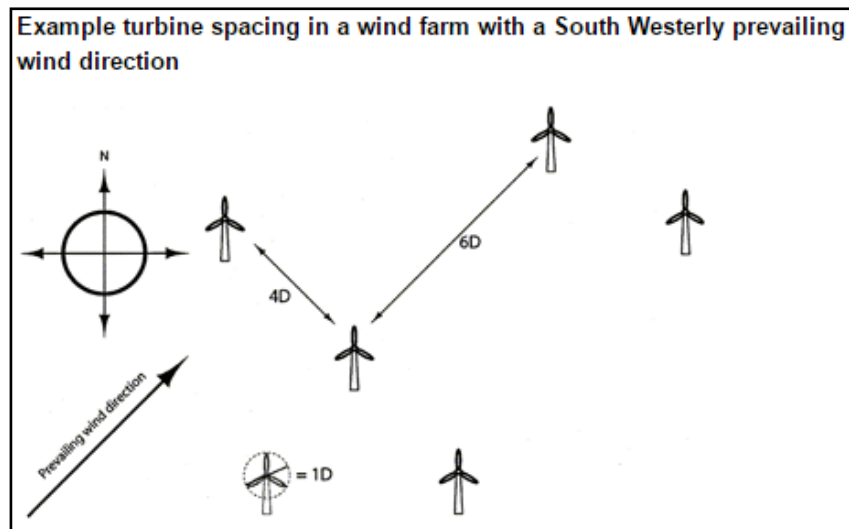 Example turbine spacing in a wind farm with a South Westerly prevailing
wind direction
N
6D
4D
Prevailing wind direction
= 1D